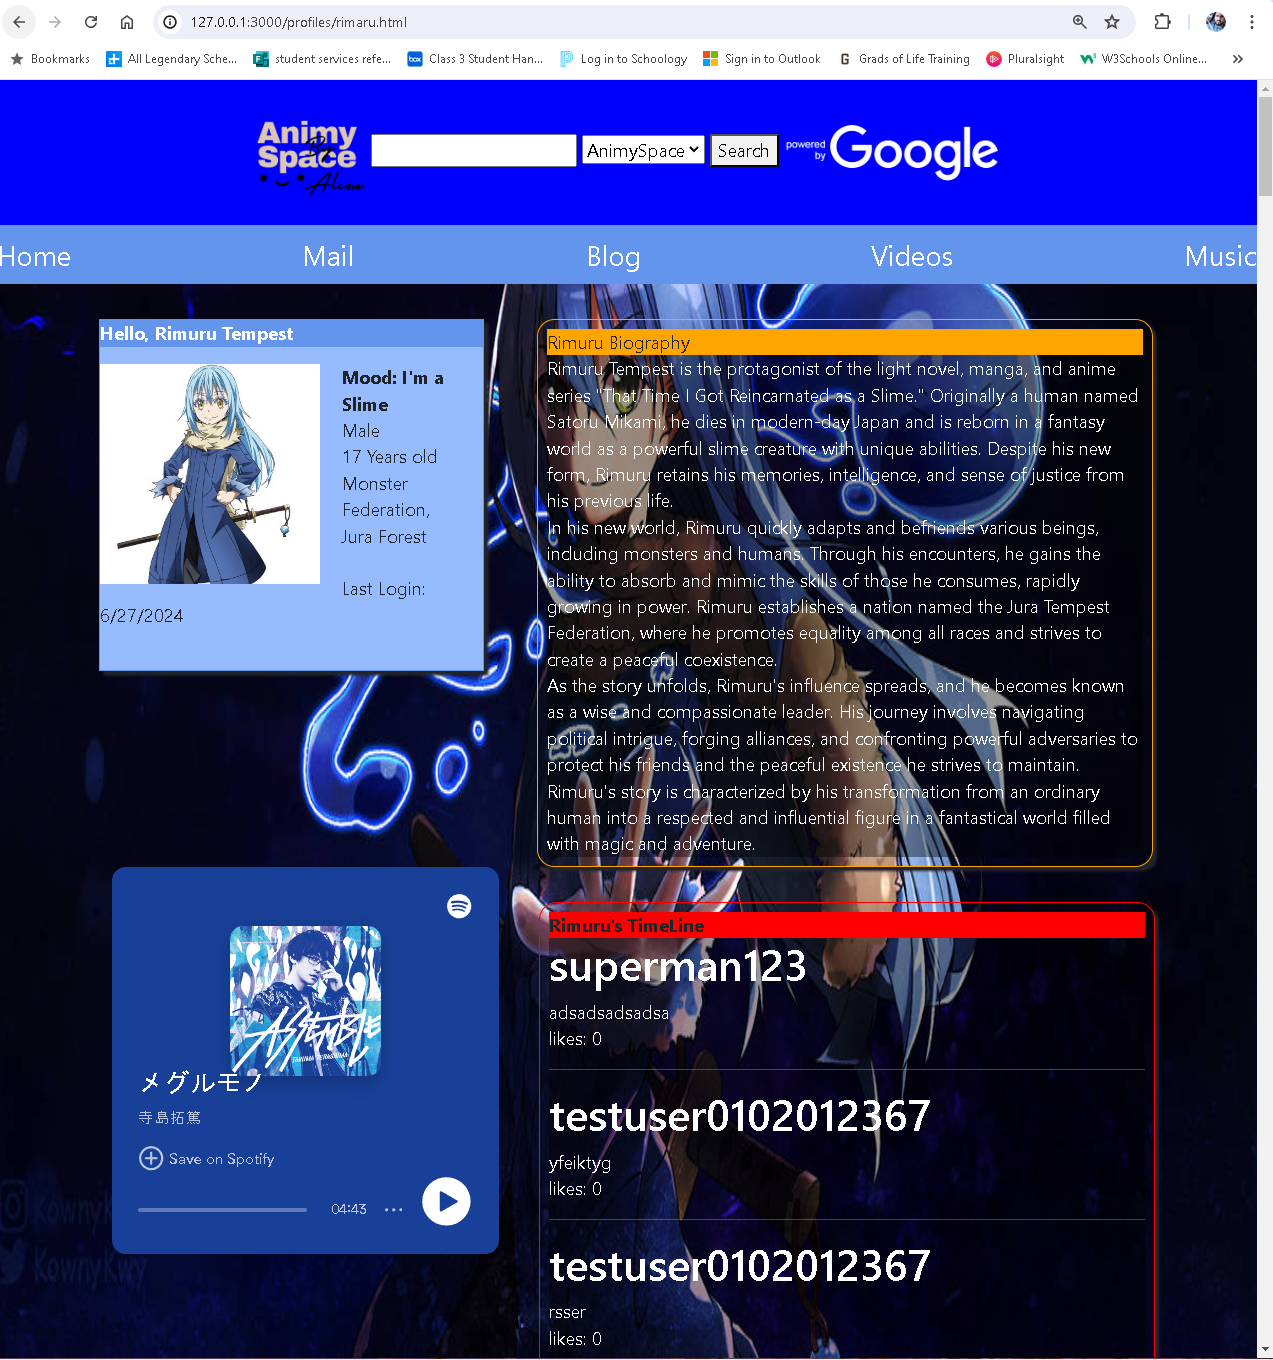 127.0.0.1:3000/profiles/rimaru.html
Bookmarks
All Legendary Sche...
student services refe...
Class 3 Student Han...
Log in to Schoology
Sign in to Outlook
Grads of Life Training
Pluralsight
W3Schools Online...
Animy
Space
By
Alien
AnimySpace
Search
powered
by
Google
Home
Mail
Blog
Videos
Music
Hello, Rimuru Tempest
Mood: I'm a
Slime
Male
17 Years old
Monster
Federation,
Jura Forest
Last Login:
6/27/2024
Rimuru Biography
Rimuru Tempest is the protagonist of the light novel, manga, and anime
series "That Time I Got Reincarnated as a Slime." Originally a human named
Satoru Mikami, he dies in modern-day Japan and is reborn in a fantasy
world as a powerful slime creature with unique abilities. Despite his new
form, Rimuru retains his memories, intelligence, and sense of justice from
his previous life.
In his new world, Rimuru quickly adapts and befriends various beings,
including monsters and humans. Through his encounters, he gains the
ability to absorb and mimic the skills of those he consumes, rapidly
growing in power. Rimuru establishes a nation named the Jura Tempest
Federation, where he promotes equality among all races and strives to
create a peaceful coexistence.
As the story unfolds, Rimuru's influence spreads, and he becomes known
as a wise and compassionate leader. His journey involves navigating
political intrigue, forging alliances, and confronting powerful adversaries to
protect his friends and the peaceful existence he strives to maintain.
Rimuru's story is characterized by his transformation from an ordinary
human into a respected and influential figure in a fantastical world filled
with magic and adventure.
ASSEMBLE
メグルモノ
寺島拓篤
Save on Spotify
04:43
Rimuru's TimeLine
superman123
adsadsadsadsa
likes: 0
testuser0102012367
yfeiktyg
likes: 0
testuser0102012367
rsser
likes: 0
KownyKwy